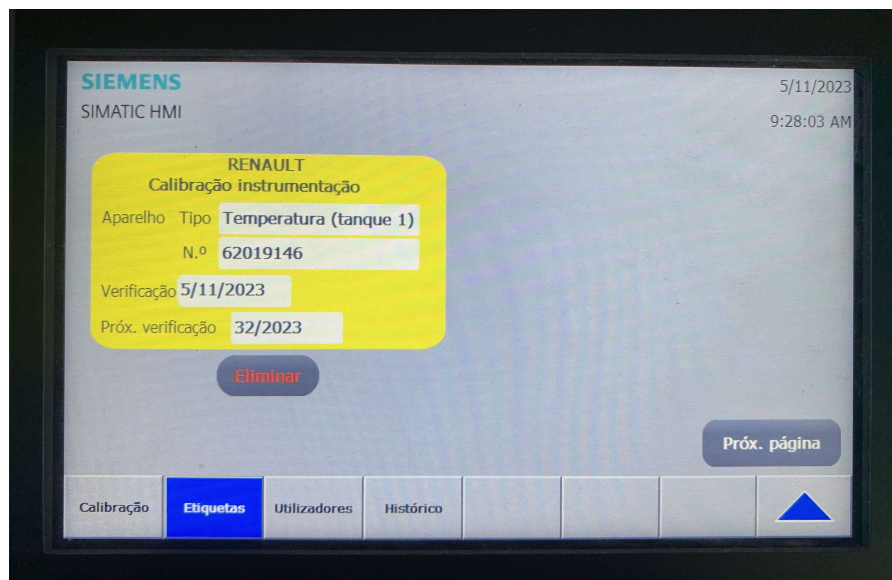 SIEMENS
SIMATIC HMI
5/11/2023
9:28:03 AM
RENAULT
Calibração instrumentação
Aparelho Tipo Temperatura (tanque 1)
N.º 62019146
Verificação 5/11/2023
Próx. verificação 32/2023
Eliminar
Próx. página
Calibração Etiquetas Utilizadores Histórico